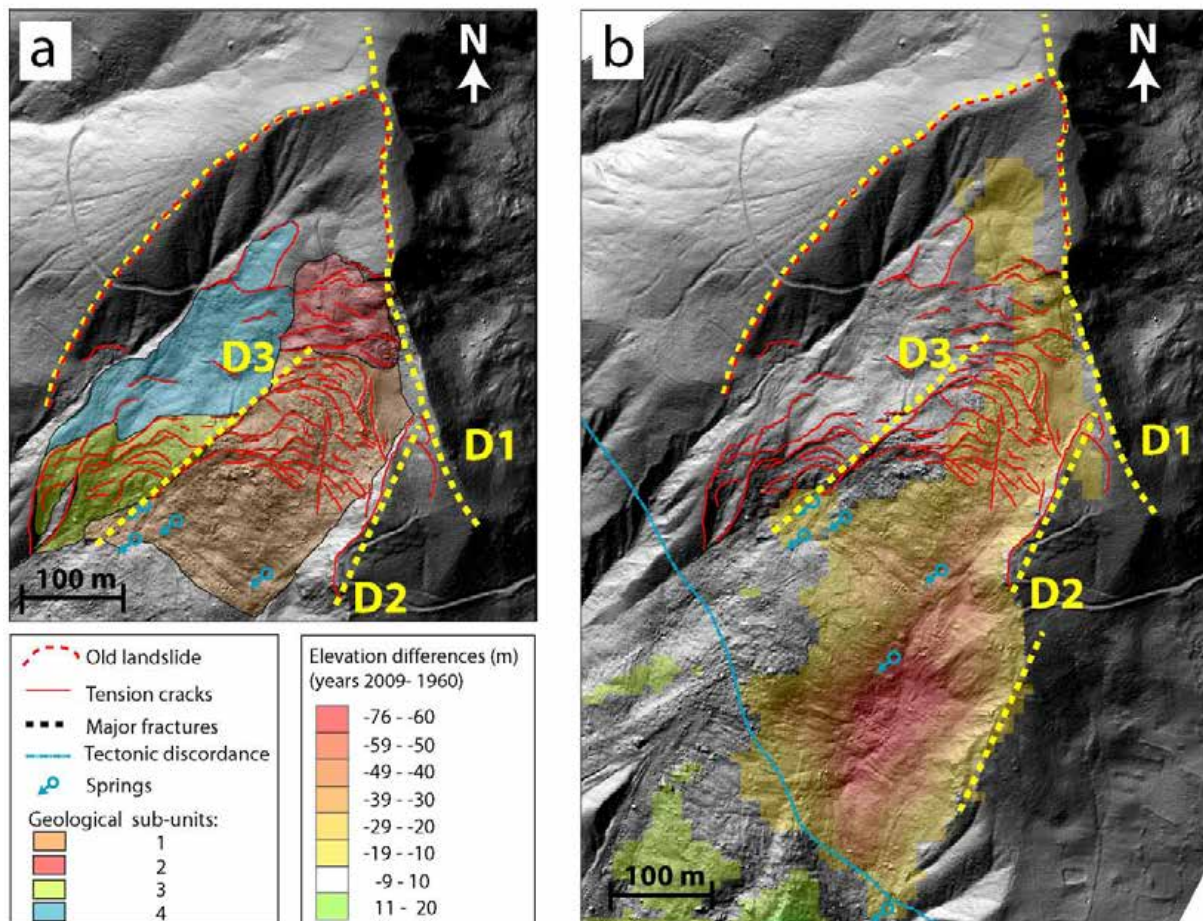 a
N
D3
D1
D2
100 m
b
N
D3
D1
D2
100 m
Old landslide
Tension cracks
Major fractures
Tectonic discordance
Springs
Geological sub-units:
1
2
3
4
Elevation differences (m)
(years 2009- 1960)
-76 - -60
-59 - -50
-49 - -40
-39 - -30
-29 - -20
-19 - -10
-9 - 10
11 - 20